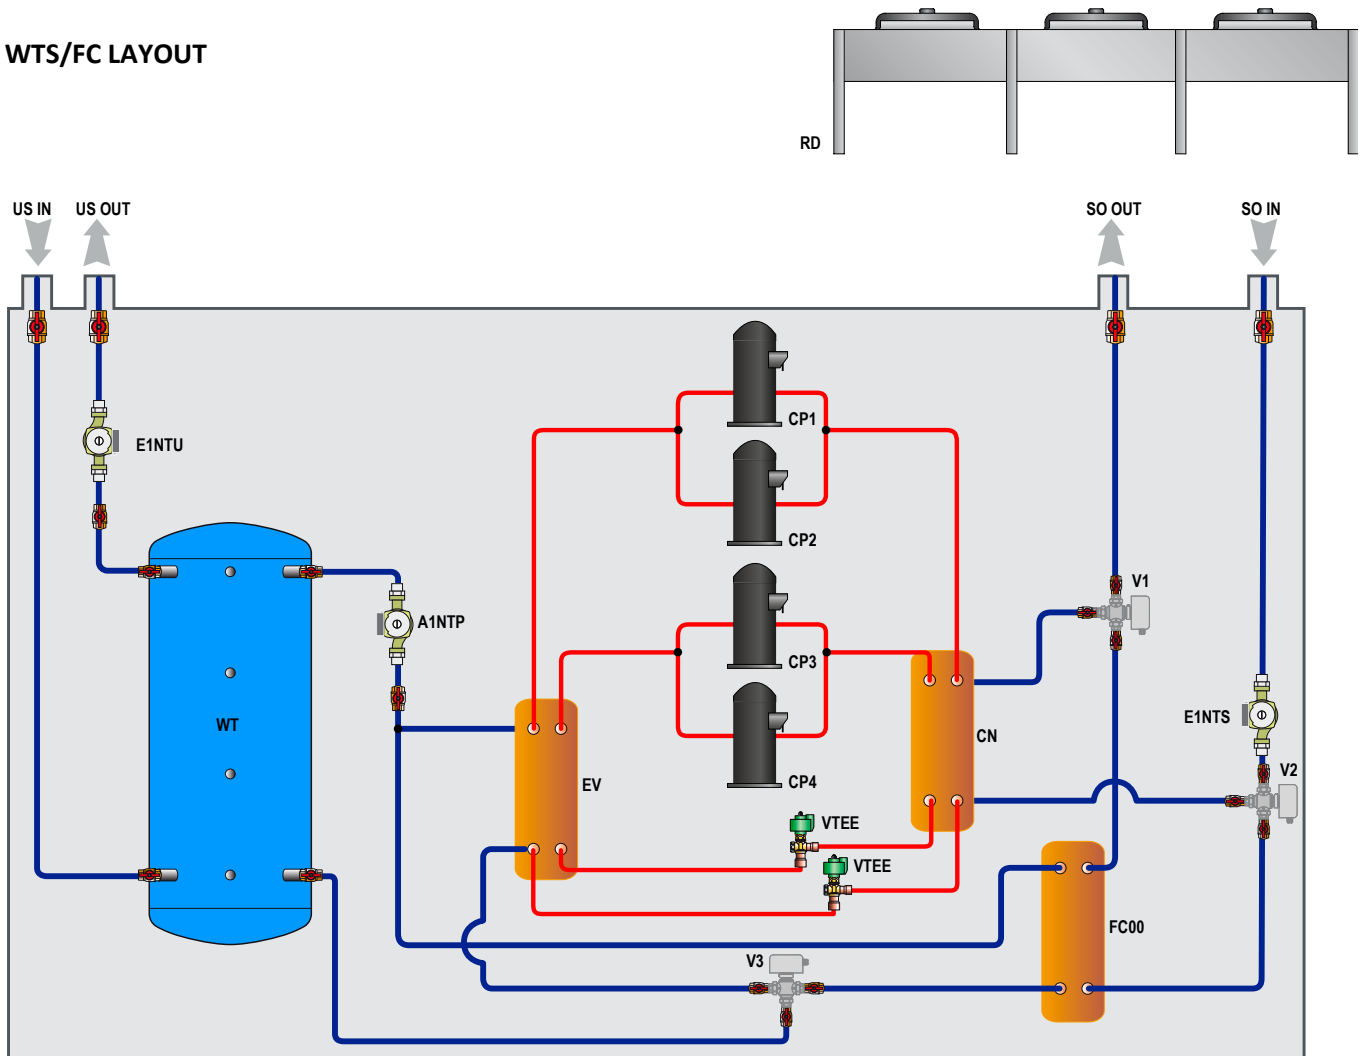 WTS/FC LAYOUT
RD
US IN
US OUT
SO OUT
SO IN
CP1
E1NTU
CP2
V1
A1NTP
CP3
E1NTS
WT
CN
V2
EV
CP4
VTEE
VTEE
FC00
V3